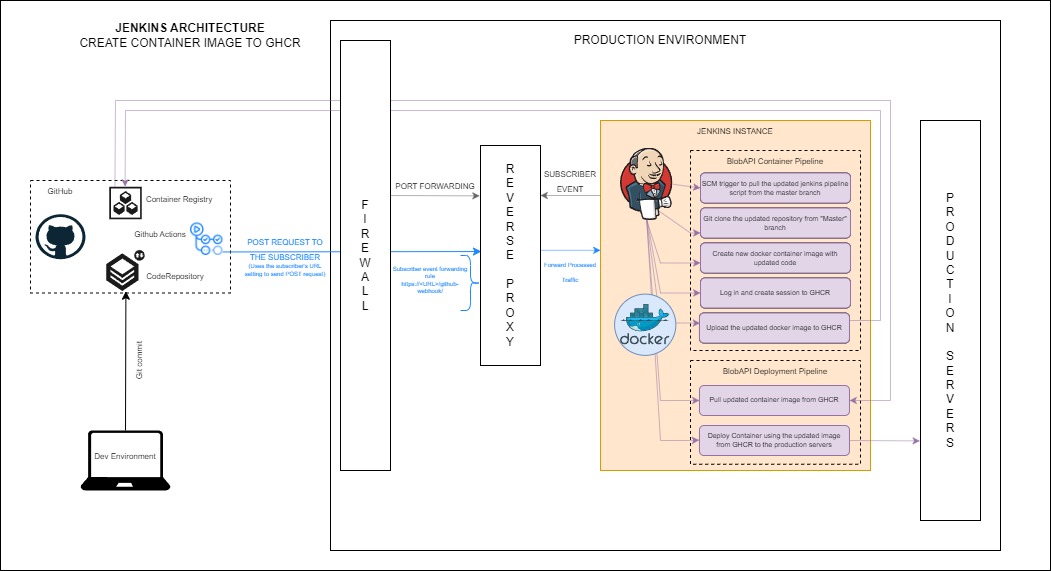 JENKINS ARCHITECTURE
CREATE CONTAINER IMAGE TO GHCR
PRODUCTION ENVIRONMENT
GitHub
Container Registry
Github Actions
CodeRepository
Git commit
Dev Environment
POST REQUEST TO
THE SUBSCRIBER
(Uses the subscriber's URL
setting to send POST request)
FIREWALL
PORT FORWARDING
Subscriber event forwarding
rule
https://<URL>/github-
webhook/
REVERSE PROXY
SUBSCRIBER
EVENT
Forward Processed
Traffic
JENKINS INSTANCE
BlobAPI Container Pipeline
SCM trigger to pull the updated jenkins pipeline
script from the master branch
Git clone the updated repository from "Master"
branch
Create new docker container image with
updated code
Log in and create session to GHCR
Upload the updated docker image to GHCR
docker
BlobAPI Deployment Pipeline
Pull updated container image from GHCR
Deploy Container using the updated image
from GHCR to the production servers
PRODUCTION SERVERS